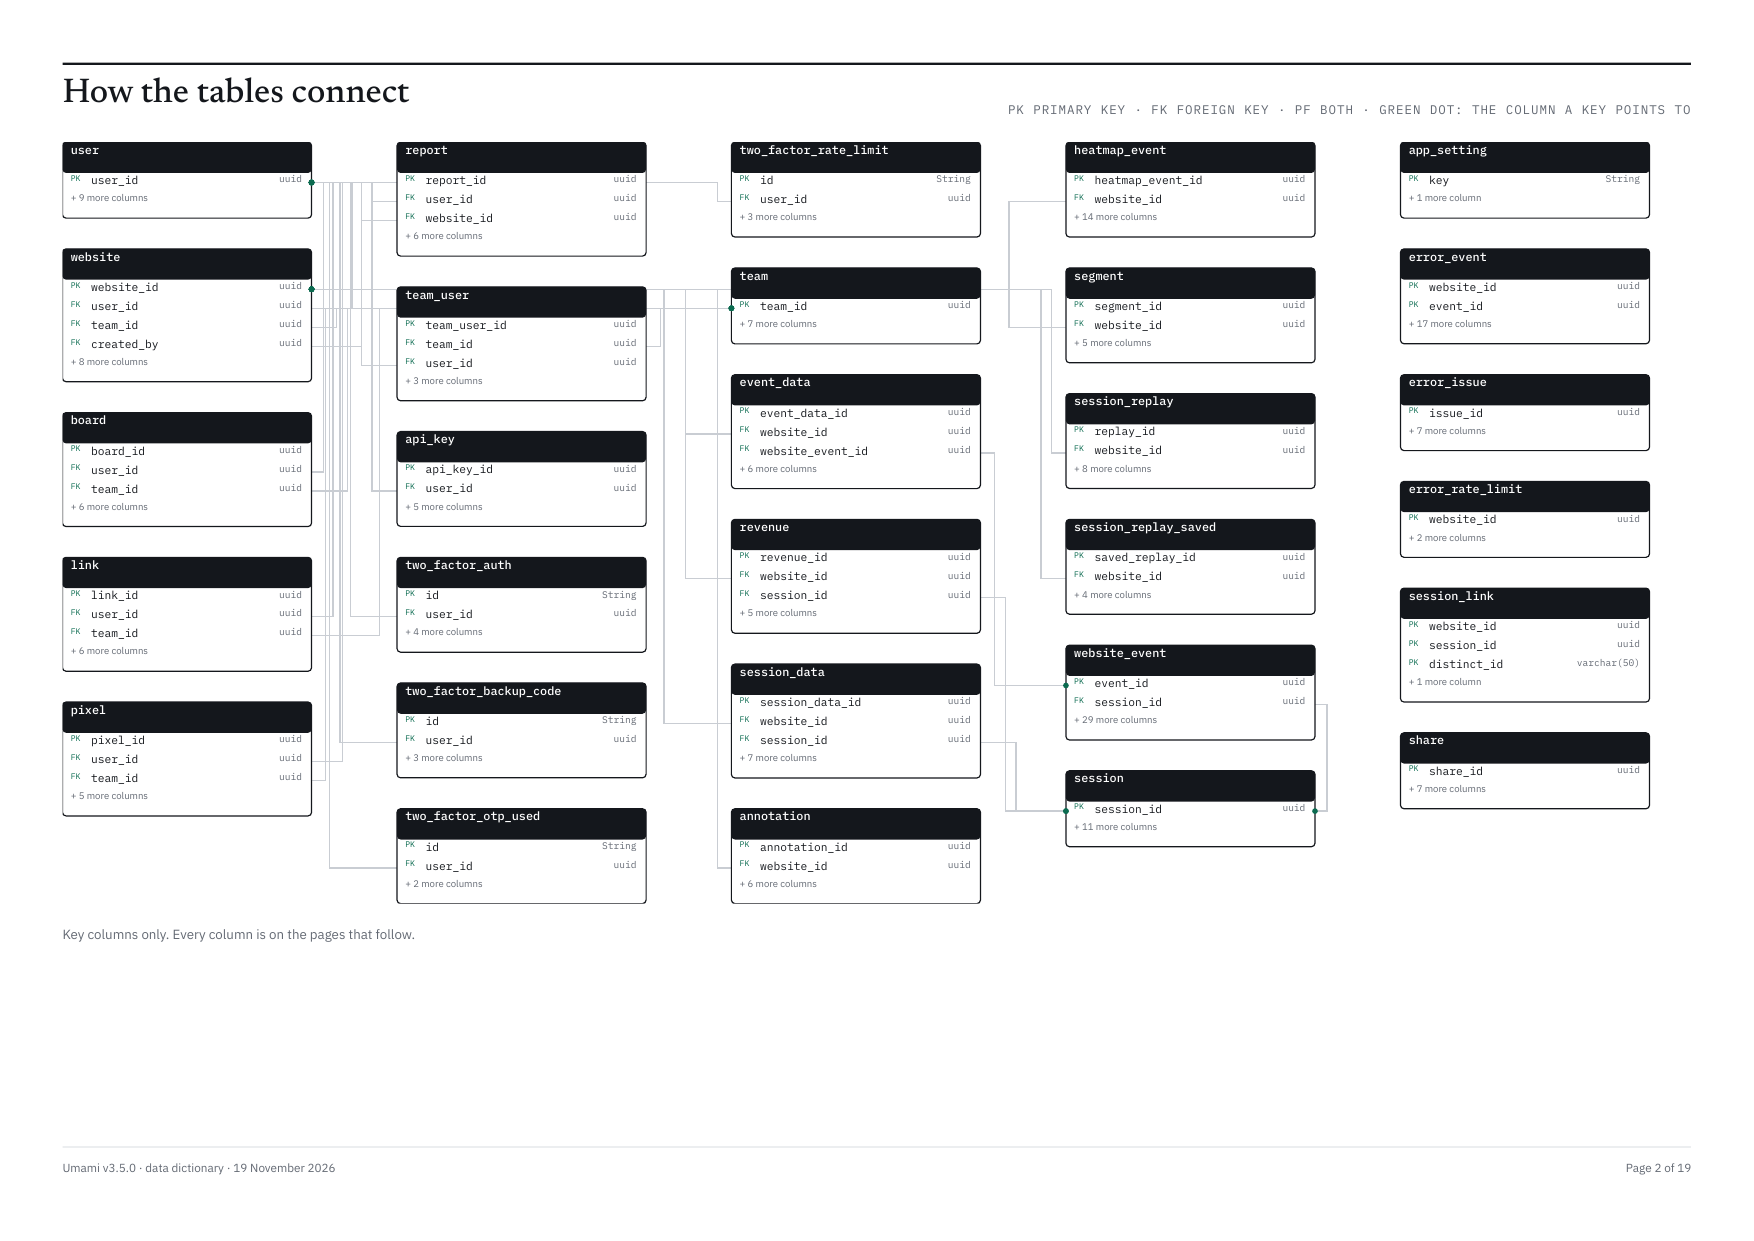 How the tables connect
PK PRIMARY KEY · FK FOREIGN KEY · PF BOTH · GREEN DOT: THE COLUMN A KEY POINTS TO
user
PK user_id uuid
+ 9 more columns
website
PK website_id uuid
FK user_id uuid
FK team_id uuid
FK created_by uuid
+ 8 more columns
board
PK board_id uuid
FK user_id uuid
FK team_id uuid
+ 6 more columns
link
PK link_id uuid
FK user_id uuid
FK team_id uuid
+ 6 more columns
pixel
PK pixel_id uuid
FK user_id uuid
FK team_id uuid
+ 5 more columns
report
PK report_id uuid
FK user_id uuid
FK website_id uuid
+ 6 more columns
team_user
PK team_user_id uuid
FK team_id uuid
FK user_id uuid
+ 3 more columns
api_key
PK api_key_id uuid
FK user_id uuid
+ 5 more columns
two_factor_auth
PK id String
FK user_id uuid
+ 4 more columns
two_factor_backup_code
PK id String
FK user_id uuid
+ 3 more columns
two_factor_otp_used
PK id String
FK user_id uuid
+ 2 more columns
two_factor_rate_limit
PK id String
FK user_id uuid
+ 3 more columns
team
PK team_id uuid
+ 7 more columns
event_data
PK event_data_id uuid
FK website_id uuid
FK website_event_id uuid
+ 6 more columns
revenue
PK revenue_id uuid
FK website_id uuid
FK session_id uuid
+ 5 more columns
session_data
PK session_data_id uuid
FK website_id uuid
FK session_id uuid
+ 7 more columns
annotation
PK annotation_id uuid
FK website_id uuid
+ 6 more columns
heatmap_event
PK heatmap_event_id uuid
FK website_id uuid
+ 14 more columns
segment
PK segment_id uuid
FK website_id uuid
+ 5 more columns
session_replay
PK replay_id uuid
FK website_id uuid
+ 8 more columns
session_replay_saved
PK saved_replay_id uuid
FK website_id uuid
+ 4 more columns
website_event
PK event_id uuid
FK session_id uuid
+ 29 more columns
session
PK session_id uuid
+ 11 more columns
app_setting
PK key String
+ 1 more column
error_event
PK website_id uuid
PK event_id uuid
+ 17 more columns
error_issue
PK issue_id uuid
+ 7 more columns
error_rate_limit
PK website_id uuid
+ 2 more columns
session_link
PK website_id uuid
PK session_id uuid
PK distinct_id varchar(50)
+ 1 more column
share
PK share_id uuid
+ 7 more columns
Key columns only. Every column is on the pages that follow.
Umami v3.5.0 · data dictionary · 19 November 2026
Page 2 of 19